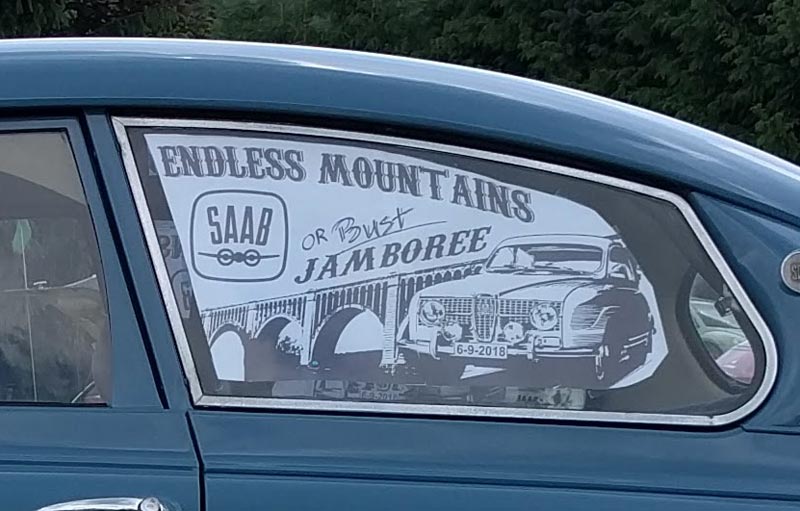 ENDLESS MOUNTAINS
SAAB
OR Bust
JAMBOREE
6-9-2018